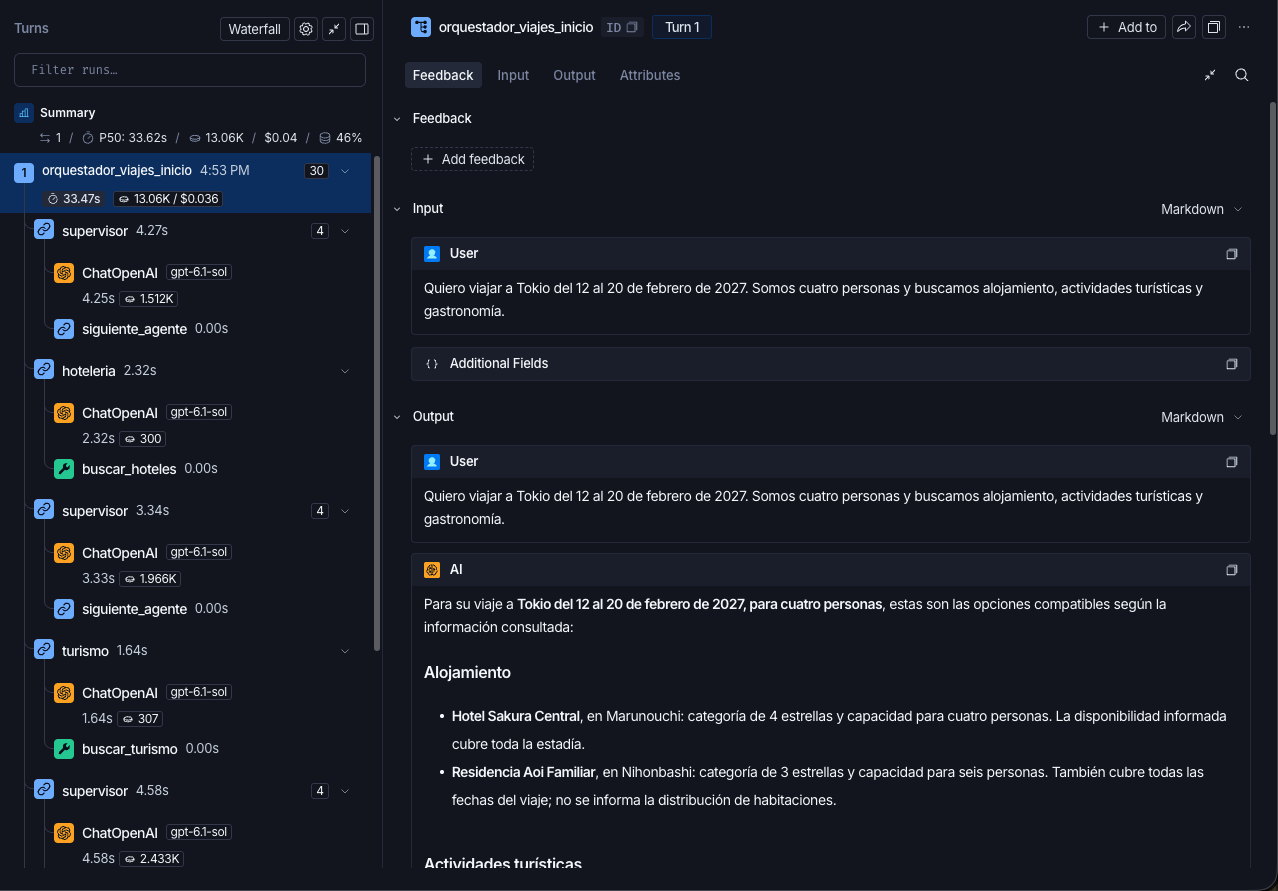 Turns
Waterfall
Filter runs…
Summary
1 / P50: 33.62s / 13.06K / $0.04 / 46%
1 orquestador_viajes_inicio 4:53 PM 30
33.47s 13.06K / $0.036
supervisor 4.27s 4
ChatOpenAI gpt-6.1-sol
4.25s 1.512K
siguiente_agente 0.00s
hoteleria 2.32s
ChatOpenAI gpt-6.1-sol
2.32s 300
buscar_hoteles 0.00s
supervisor 3.34s 4
ChatOpenAI gpt-6.1-sol
3.33s 1.966K
siguiente_agente 0.00s
turismo 1.64s
ChatOpenAI gpt-6.1-sol
1.64s 307
buscar_turismo 0.00s
supervisor 4.58s 4
ChatOpenAI gpt-6.1-sol
4.58s 2.433K
orquestador_viajes_inicio ID Turn 1 + Add to ...
Feedback Input Output Attributes
Feedback
+ Add feedback
Input Markdown
User
Quiero viajar a Tokio del 12 al 20 de febrero de 2027. Somos cuatro personas y buscamos alojamiento, actividades turísticas y
gastronomía.
{} Additional Fields
Output Markdown
User
Quiero viajar a Tokio del 12 al 20 de febrero de 2027. Somos cuatro personas y buscamos alojamiento, actividades turísticas y
gastronomía.
AI
Para su viaje a Tokio del 12 al 20 de febrero de 2027, para cuatro personas, estas son las opciones compatibles según la
información consultada:
Alojamiento
• Hotel Sakura Central, en Marunouchi: categoría de 4 estrellas y capacidad para cuatro personas. La disponibilidad informada
cubre toda la estadía.
• Residencia Aoi Familiar, en Nihonbashi: categoría de 3 estrellas y capacidad para seis personas. También cubre todas las
fechas del viaje; no se informa la distribución de habitaciones.
Actividades turísticas